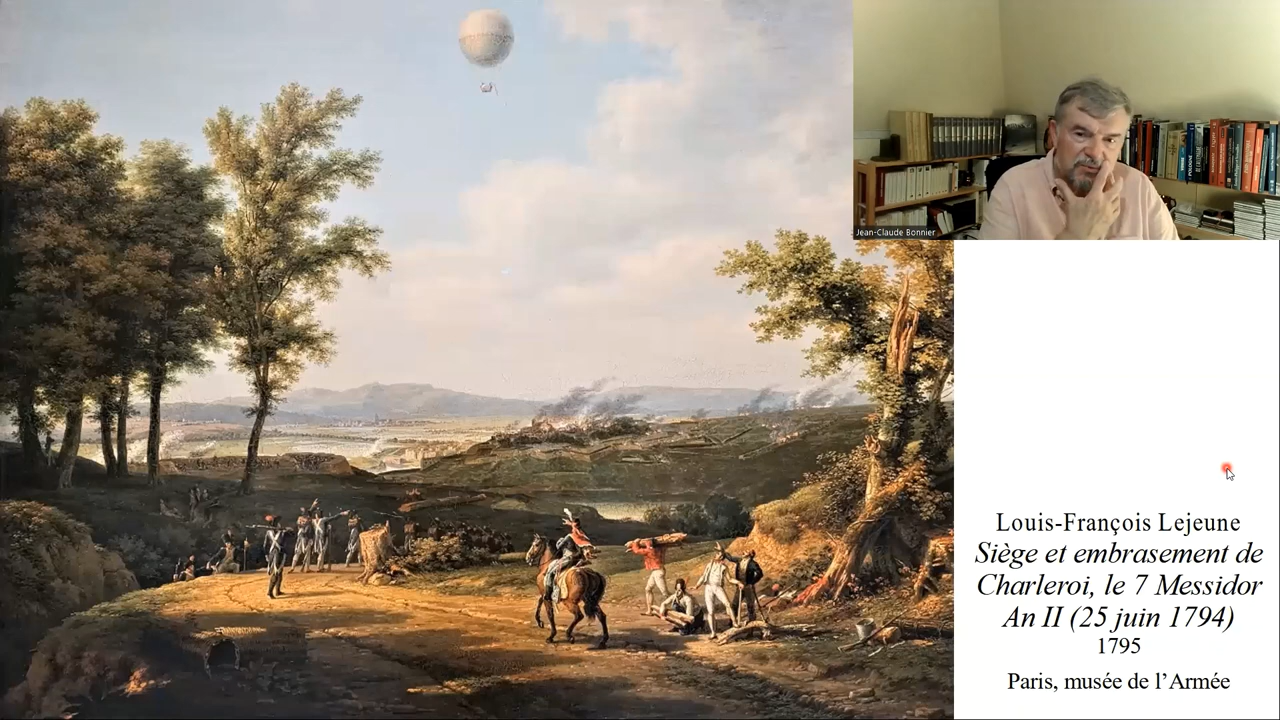 Jean-Claude Bonnier
Louis-François Lejeune
Siège et embrasement de
Charleroi, le 7 Messidor
An II (25 juin 1794)
1795
Paris, musée de l’Armée